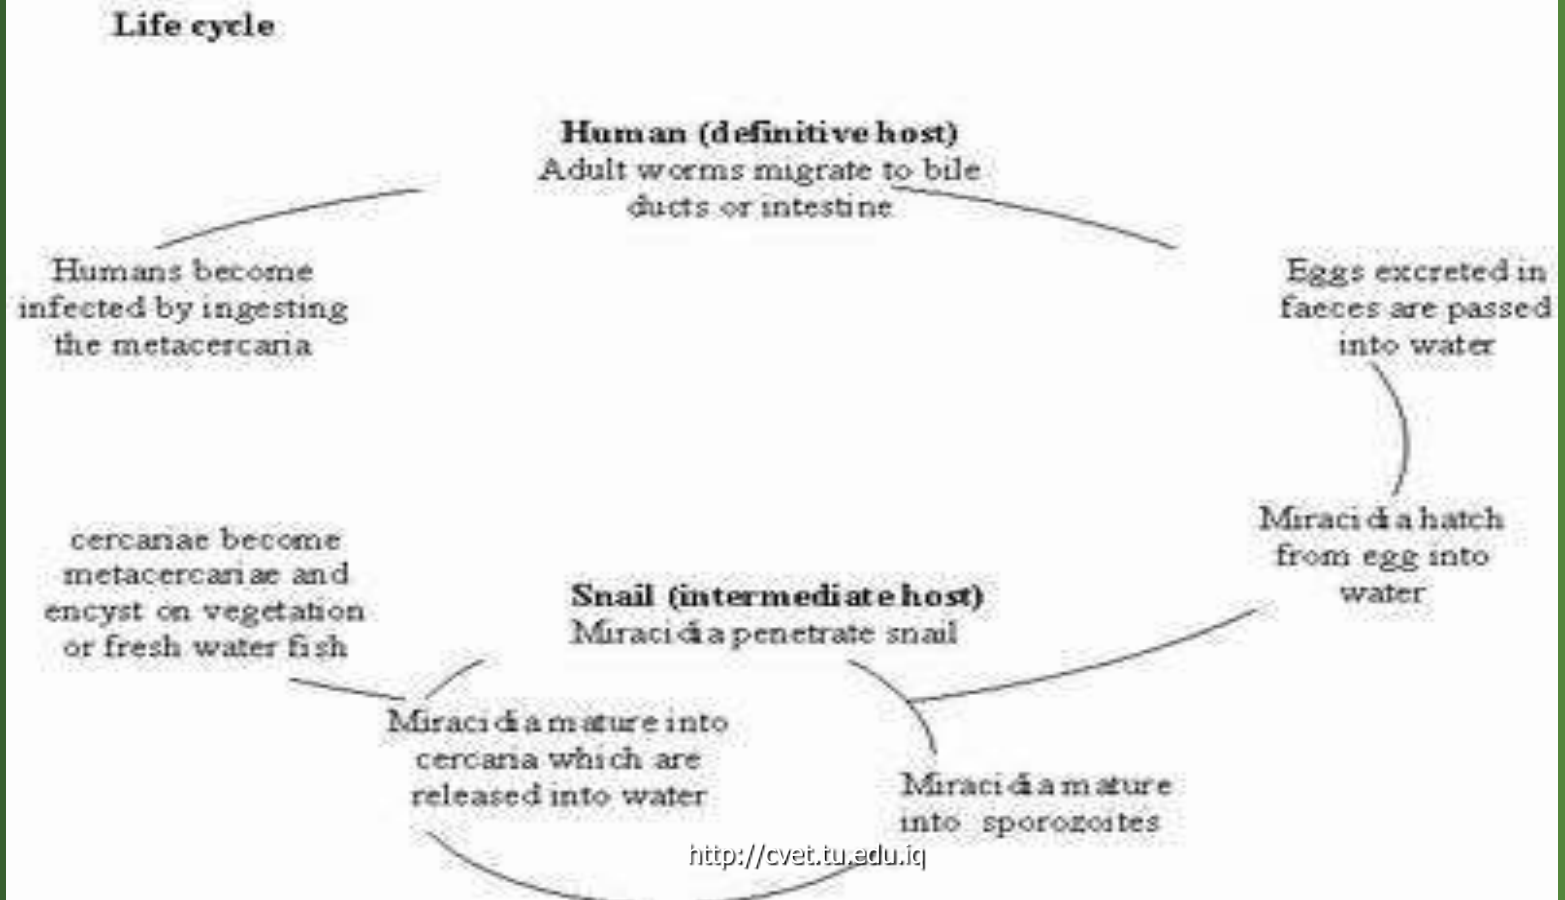 Life cycle
Human (definitive host)
Adult worms migrate to bile
ducts or intestine
Humans become
infected by ingesting
the metacercaria
Eggs excreted in
faeces are passed
into water
Miracidia hatch
from egg into
water
cercariae become
metacercariae and
encyst on vegetation
or fresh water fish
Snail (intermediate host)
Miracidia penetrate snail
Miracidia mature into
cercaria which are
released into water
Miracidia mature
into sporozoites
http://cvet.tu.edu.iq